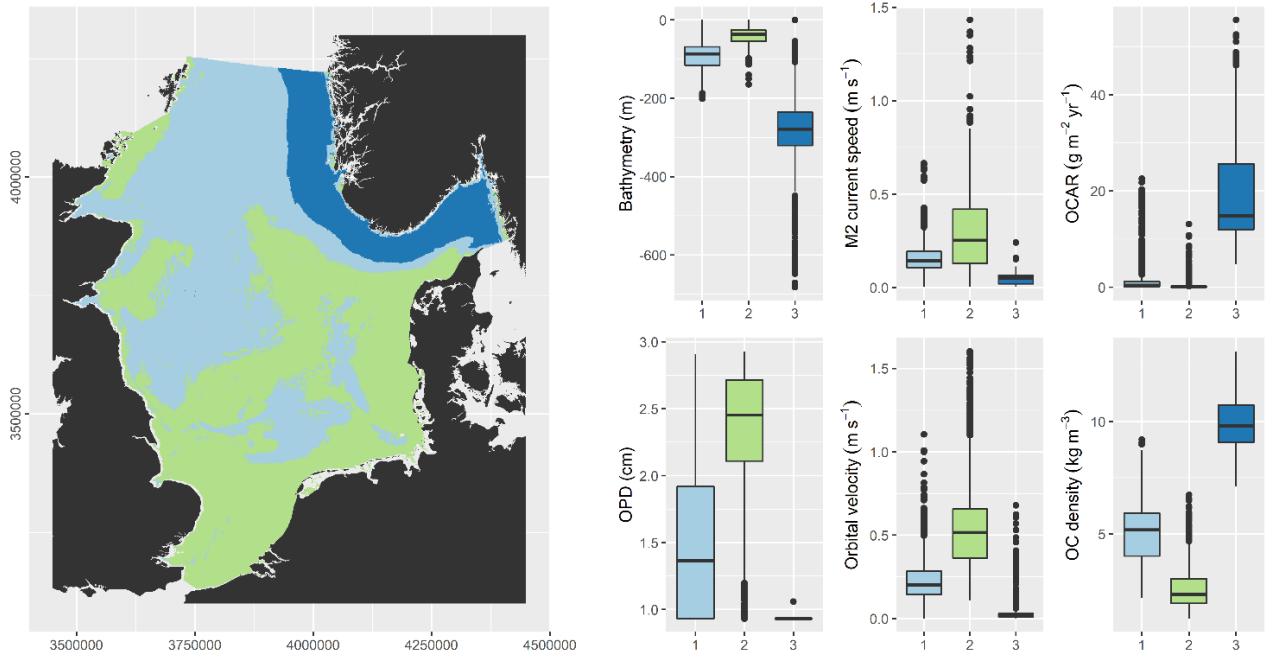 4000000
3500000
3500000 3750000 4000000 4250000 4500000
Bathymetry (m)
0
-200
-400
-600
1 2 3
M2 current speed (m s⁻¹)
1.5
1.0
0.5
0.0
1 2 3
OCAR (g m⁻² yr⁻¹)
40
20
0
1 2 3
OPD (cm)
3.0
2.5
2.0
1.5
1.0
1 2 3
Orbital velocity (m s⁻¹)
1.5
1.0
0.5
0.0
1 2 3
OC density (kg m⁻³)
10
5
1 2 3